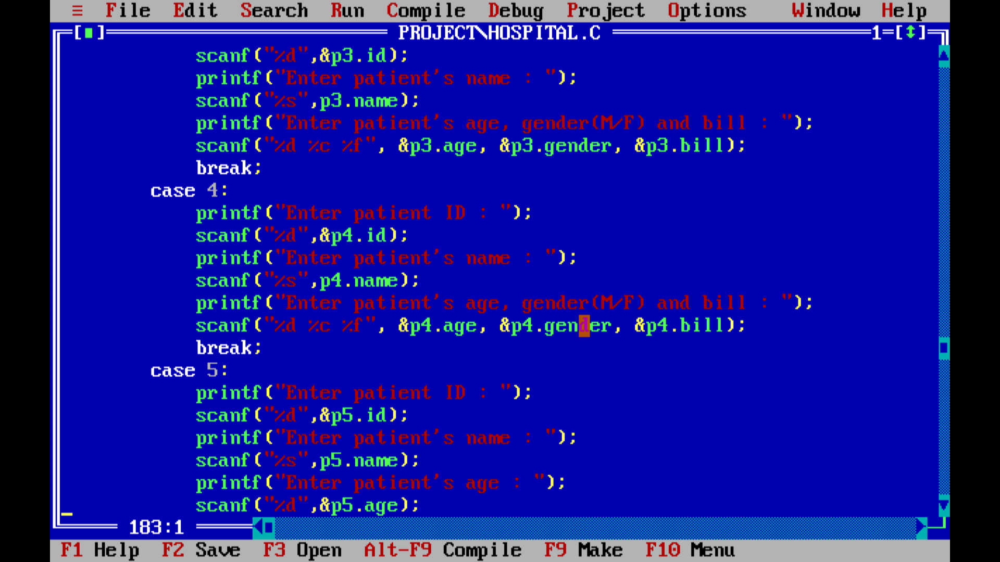 ≡ File Edit Search Run Compile Debug Project Options Window Help
[■] PROJECT\HOSPITAL.C 1=[↕]
scanf("%d",&p3.id);
printf("Enter patient's name : ");
scanf("%s",p3.name);
printf("Enter patient's age, gender(M/F) and bill : ");
scanf("%d %c %f", &p3.age, &p3.gender, &p3.bill);
break;
case 4:
printf("Enter patient ID : ");
scanf("%d",&p4.id);
printf("Enter patient's name : ");
scanf("%s",p4.name);
printf("Enter patient's age, gender(M/F) and bill : ");
scanf("%d %c %f", &p4.age, &p4.gender, &p4.bill);
break;
case 5:
printf("Enter patient ID : ");
scanf("%d",&p5.id);
printf("Enter patient's name : ");
scanf("%s",p5.name);
printf("Enter patient's age : ");
scanf("%d",&p5.age);
183:1
F1 Help F2 Save F3 Open Alt-F9 Compile F9 Make F10 Menu